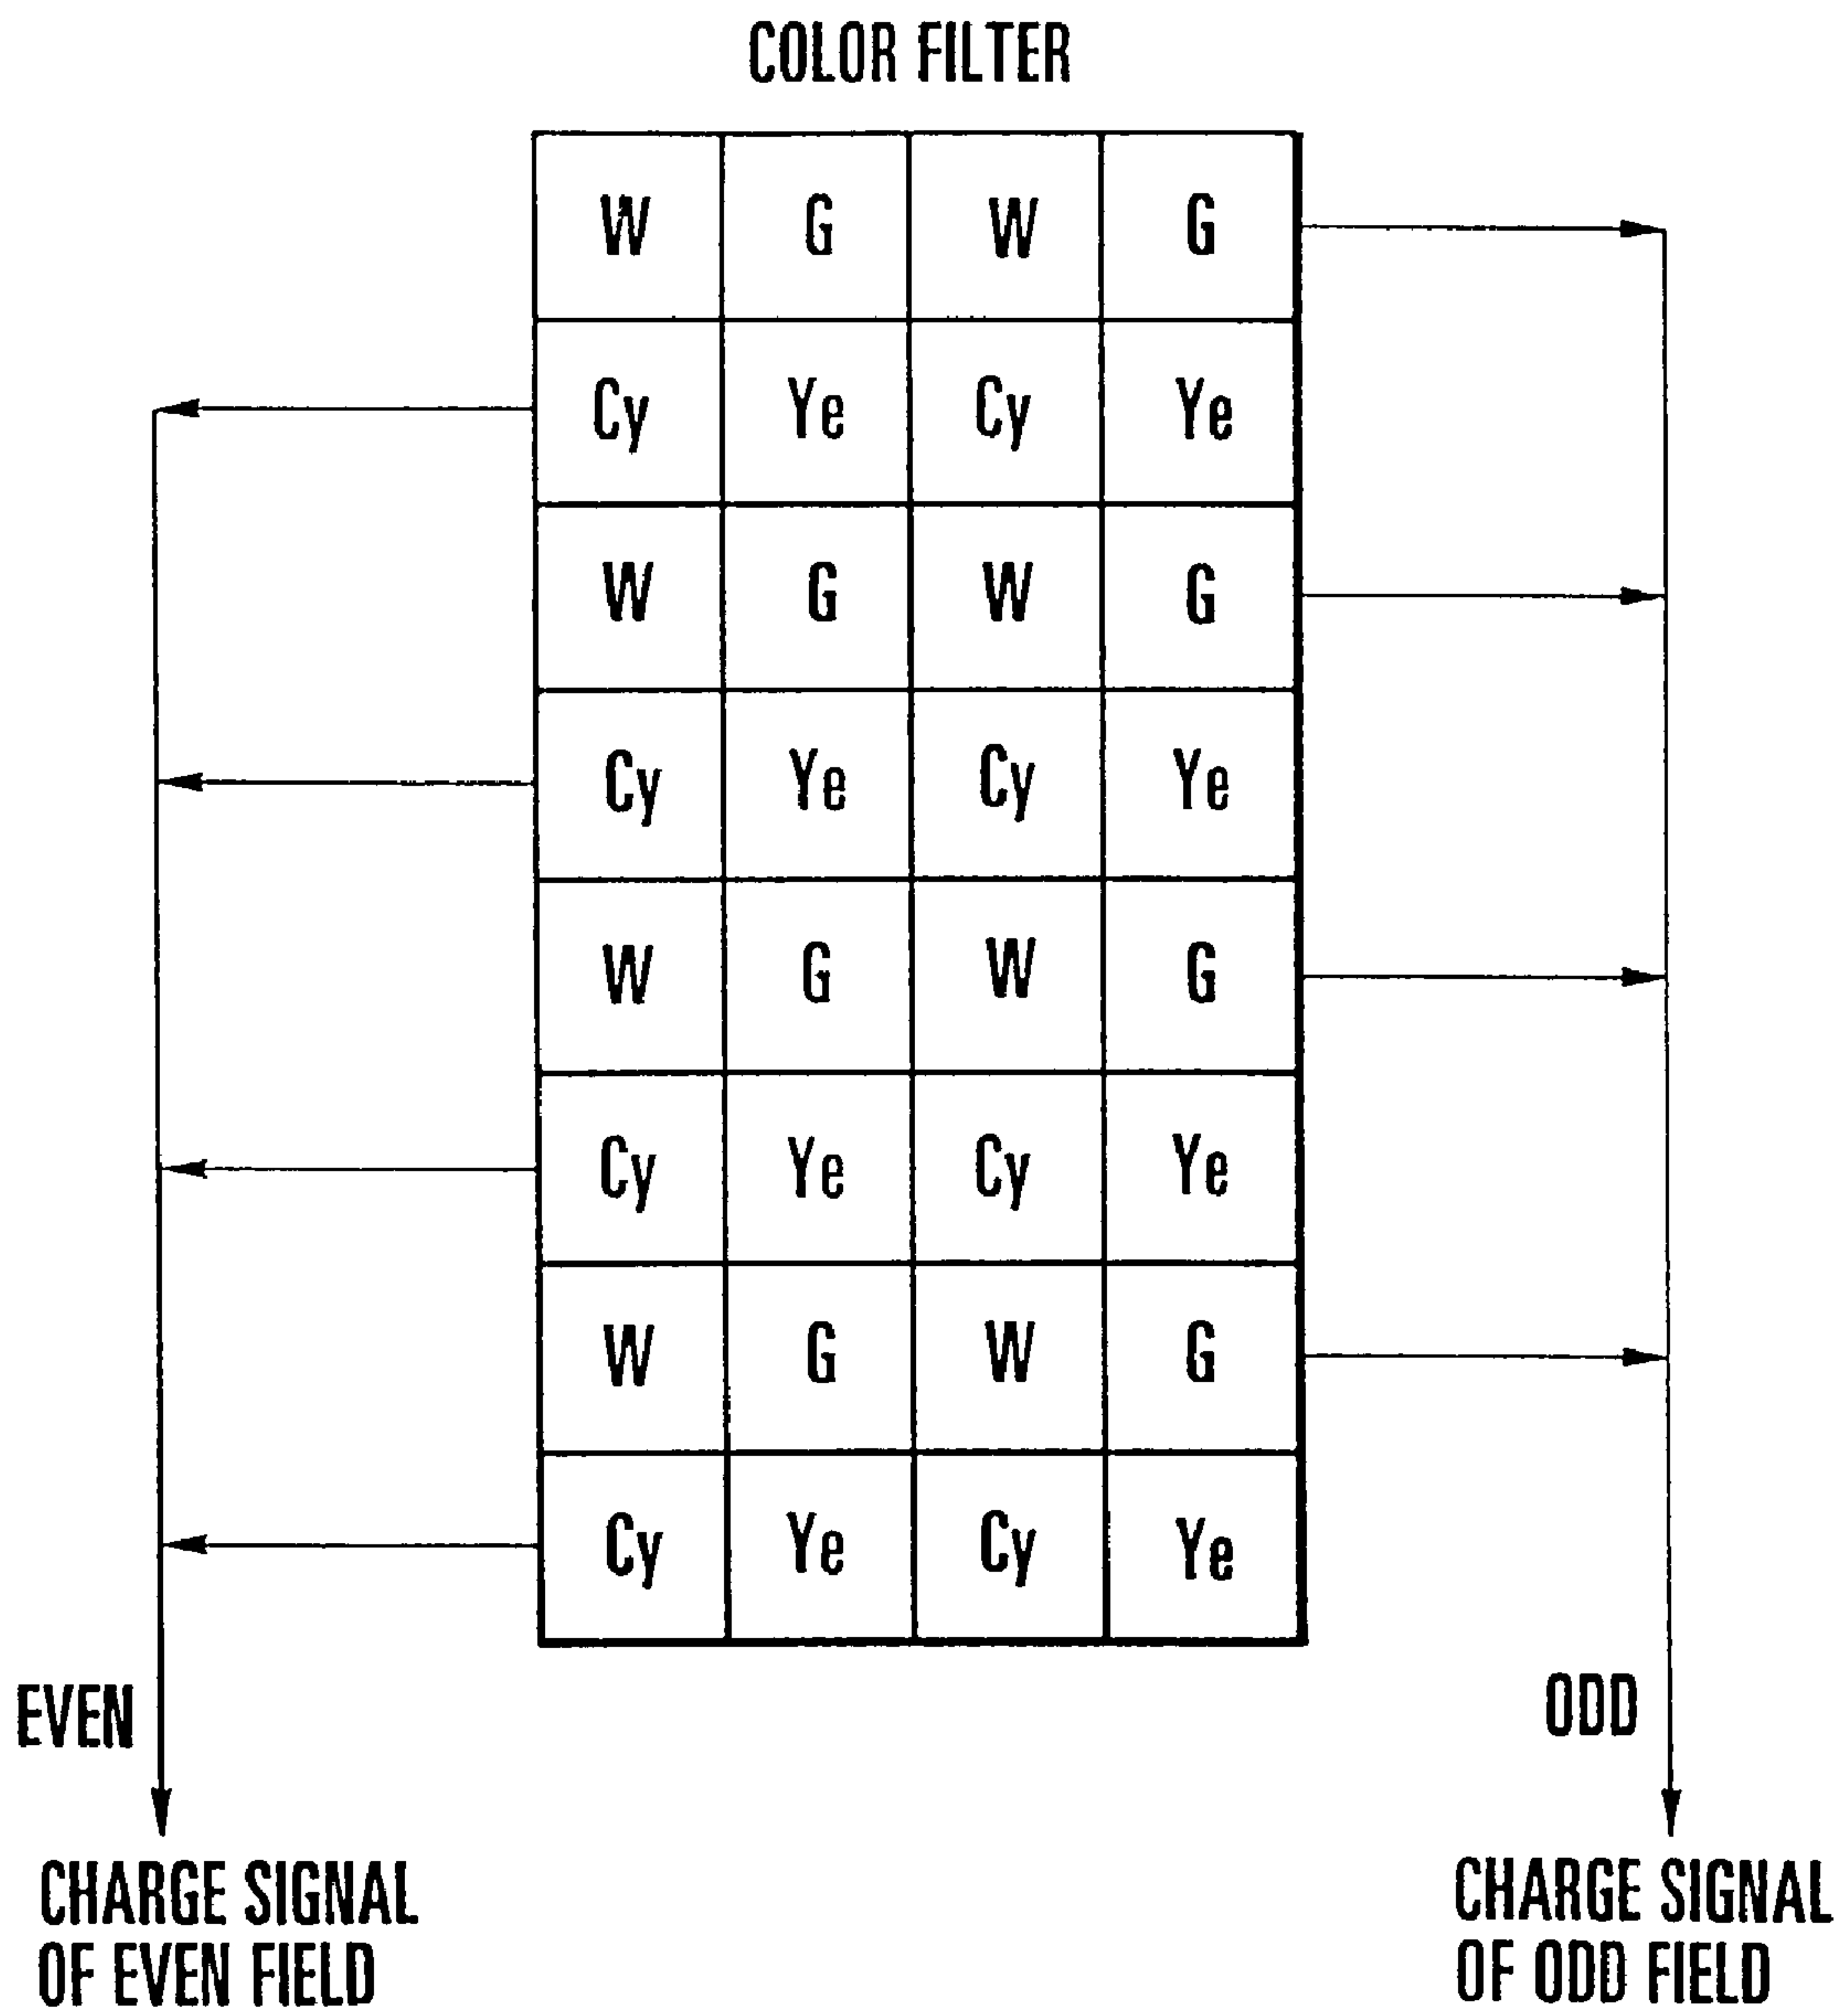 COLOR FILTER
W G W G
Cy Ye Cy Ye
W G W G
Cy Ye Cy Ye
W G W G
Cy Ye Cy Ye
W G W G
Cy Ye Cy Ye
EVEN
ODD
CHARGE SIGNAL
OF EVEN FIELD
CHARGE SIGNAL
OF ODD FIELD